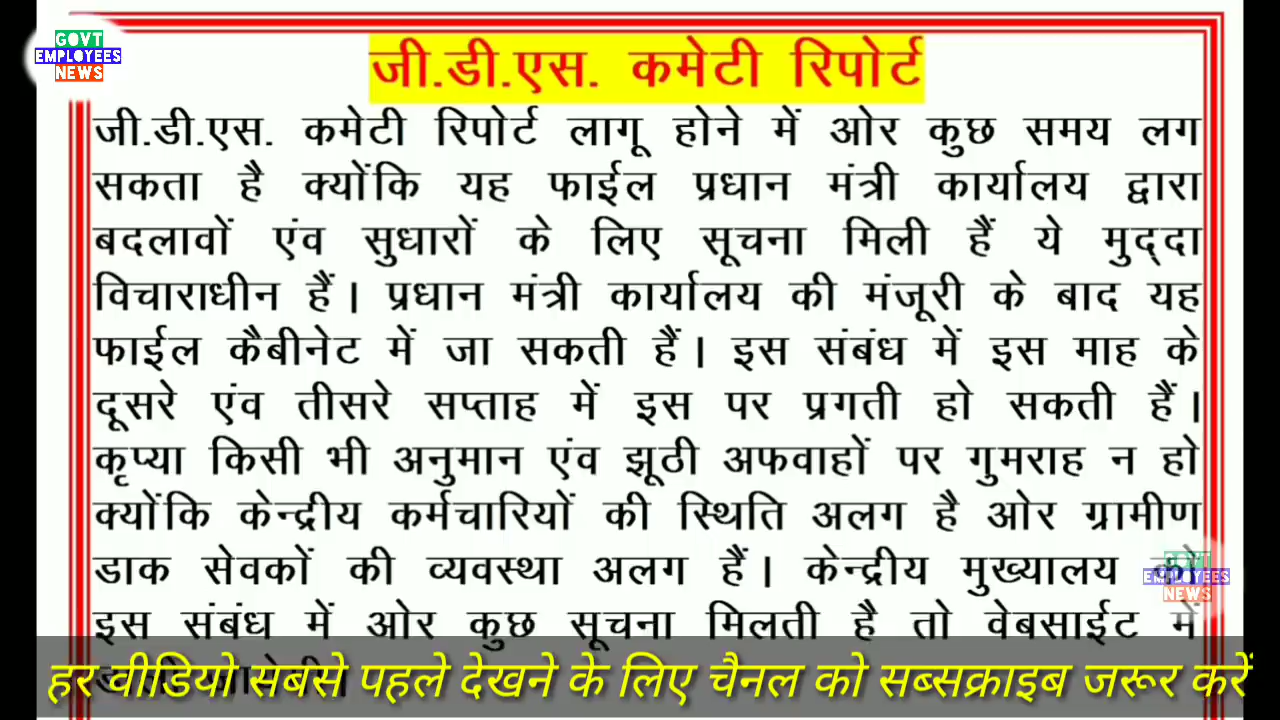 GOVT
EMPLOYEES
NEWS
जी.डी.एस. कमेटी रिपोर्ट
जी.डी.एस. कमेटी रिपोर्ट लागू होने में ओर कुछ समय लग
सकता है क्योंकि यह फाईल प्रधान मंत्री कार्यालय द्वारा
बदलावों एंव सुधारों के लिए सूचना मिली हैं ये मुद्‌दा
विचाराधीन हैं। प्रधान मंत्री कार्यालय की मंजूरी के बाद यह
फाईल कैबीनेट में जा सकती हैं। इस संबंध में इस माह के
दूसरे एंव तीसरे सप्ताह में इस पर प्रगती हो सकती हैं।
कृप्या किसी भी अनुमान एंव झूठी अफवाहों पर गुमराह न हो
क्योंकि केन्द्रीय कर्मचारियों की स्थिति अलग है ओर ग्रामीण
डाक सेवकों की व्यवस्था अलग हैं। केन्द्रीय मुख्यालय को
इस संबंध में ओर कुछ सूचना मिलती है तो वेबसाईट में
GOVT
EMPLOYEES
NEWS
हर वीडियो सबसे पहले देखने के लिए चैनल को सब्सक्राइब जरूर करें